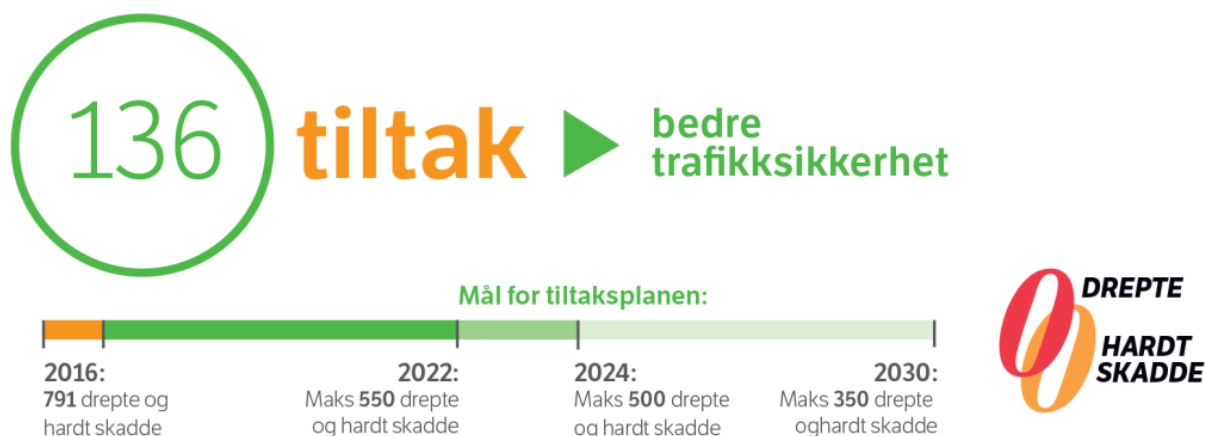 136
tiltak
bedre
trafikksikkerhet
Mål for tiltaksplanen:
2016:
791 drepte og
hardt skadde
2022:
Maks 550 drepte
og hardt skadde
2024:
Maks 500 drepte
og hardt skadde
2030:
Maks 350 drepte
oghardt skadde
0 DREPTE
0 HARDT
SKADDE